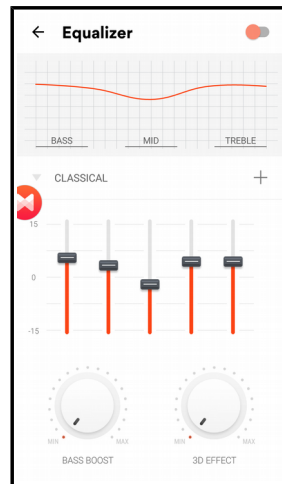 Equalizer
BASS MID TREBLE
CLASSICAL
15
0
-15
MIN MAX MIN MAX
BASS BOOST 3D EFFECT